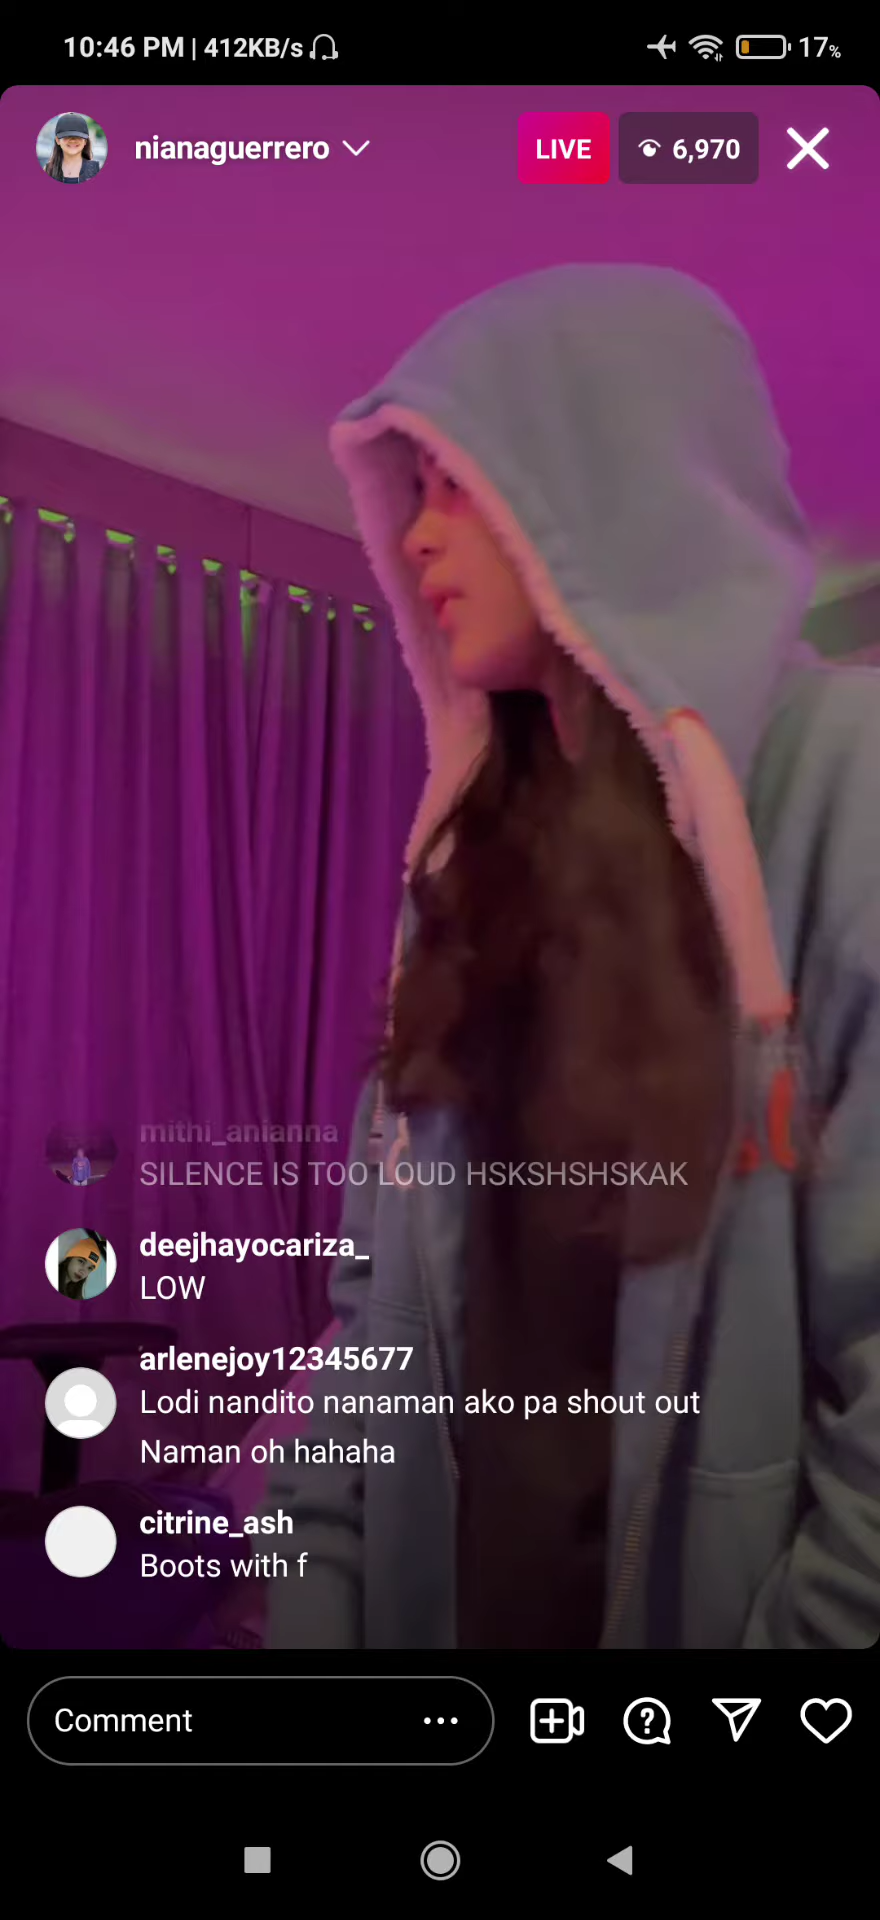 10:46 PM | 412KB/s
17%
nianaguerrero
LIVE
6,970
mithi_anianna
SILENCE IS TOO LOUD HSKSHSHSKAK
deejhayocariza_
LOW
arlenejoy12345677
Lodi nandito nanaman ako pa shout out
Naman oh hahaha
citrine_ash
Boots with f
Comment